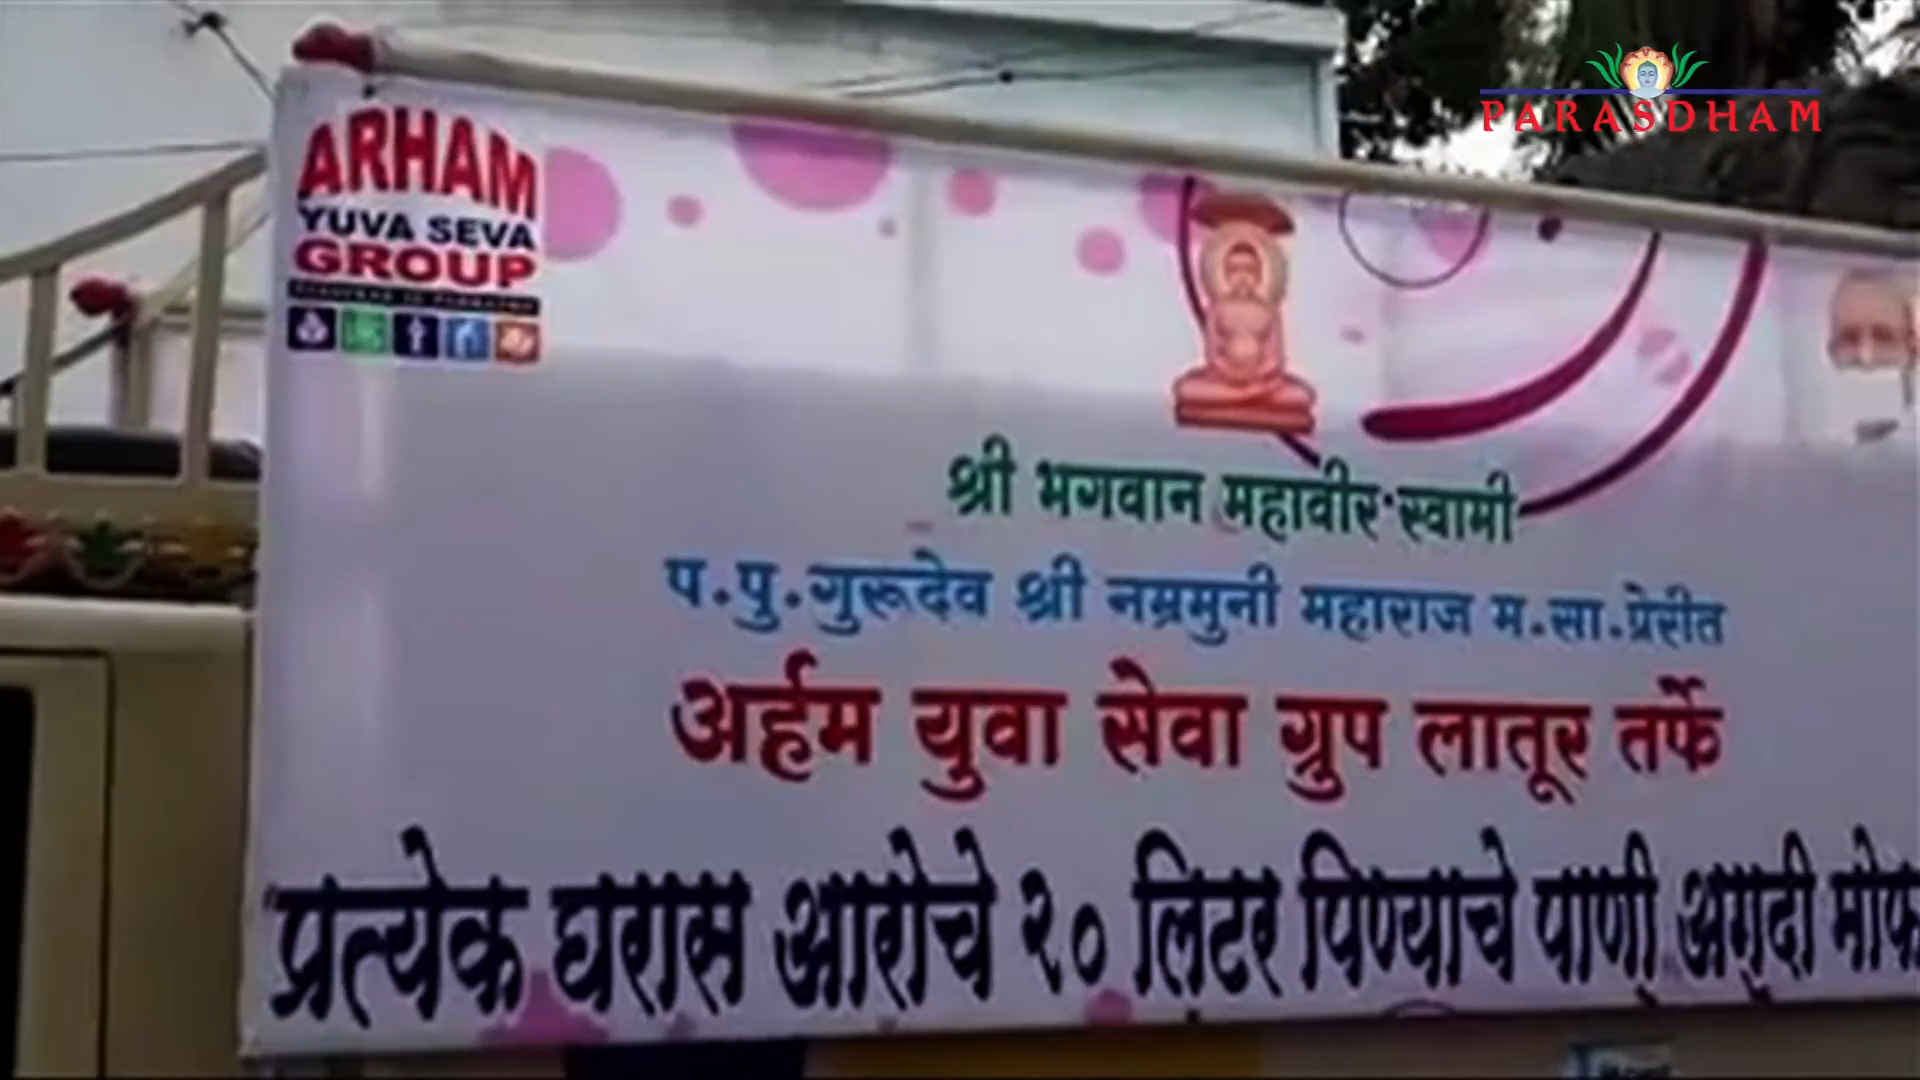 PARASDHAM
ARHAM
YUVA SEVA
GROUP
श्री भगवान महावीर स्वामी
प.पु.गुरूदेव श्री नम्रमुनी महाराज म.सा.प्रेरीत
अर्हम युवा सेवा ग्रुप लातूर तर्फे
प्रत्येक घरास आरोचे २० लिटर पिण्याचे पाणी अगदी